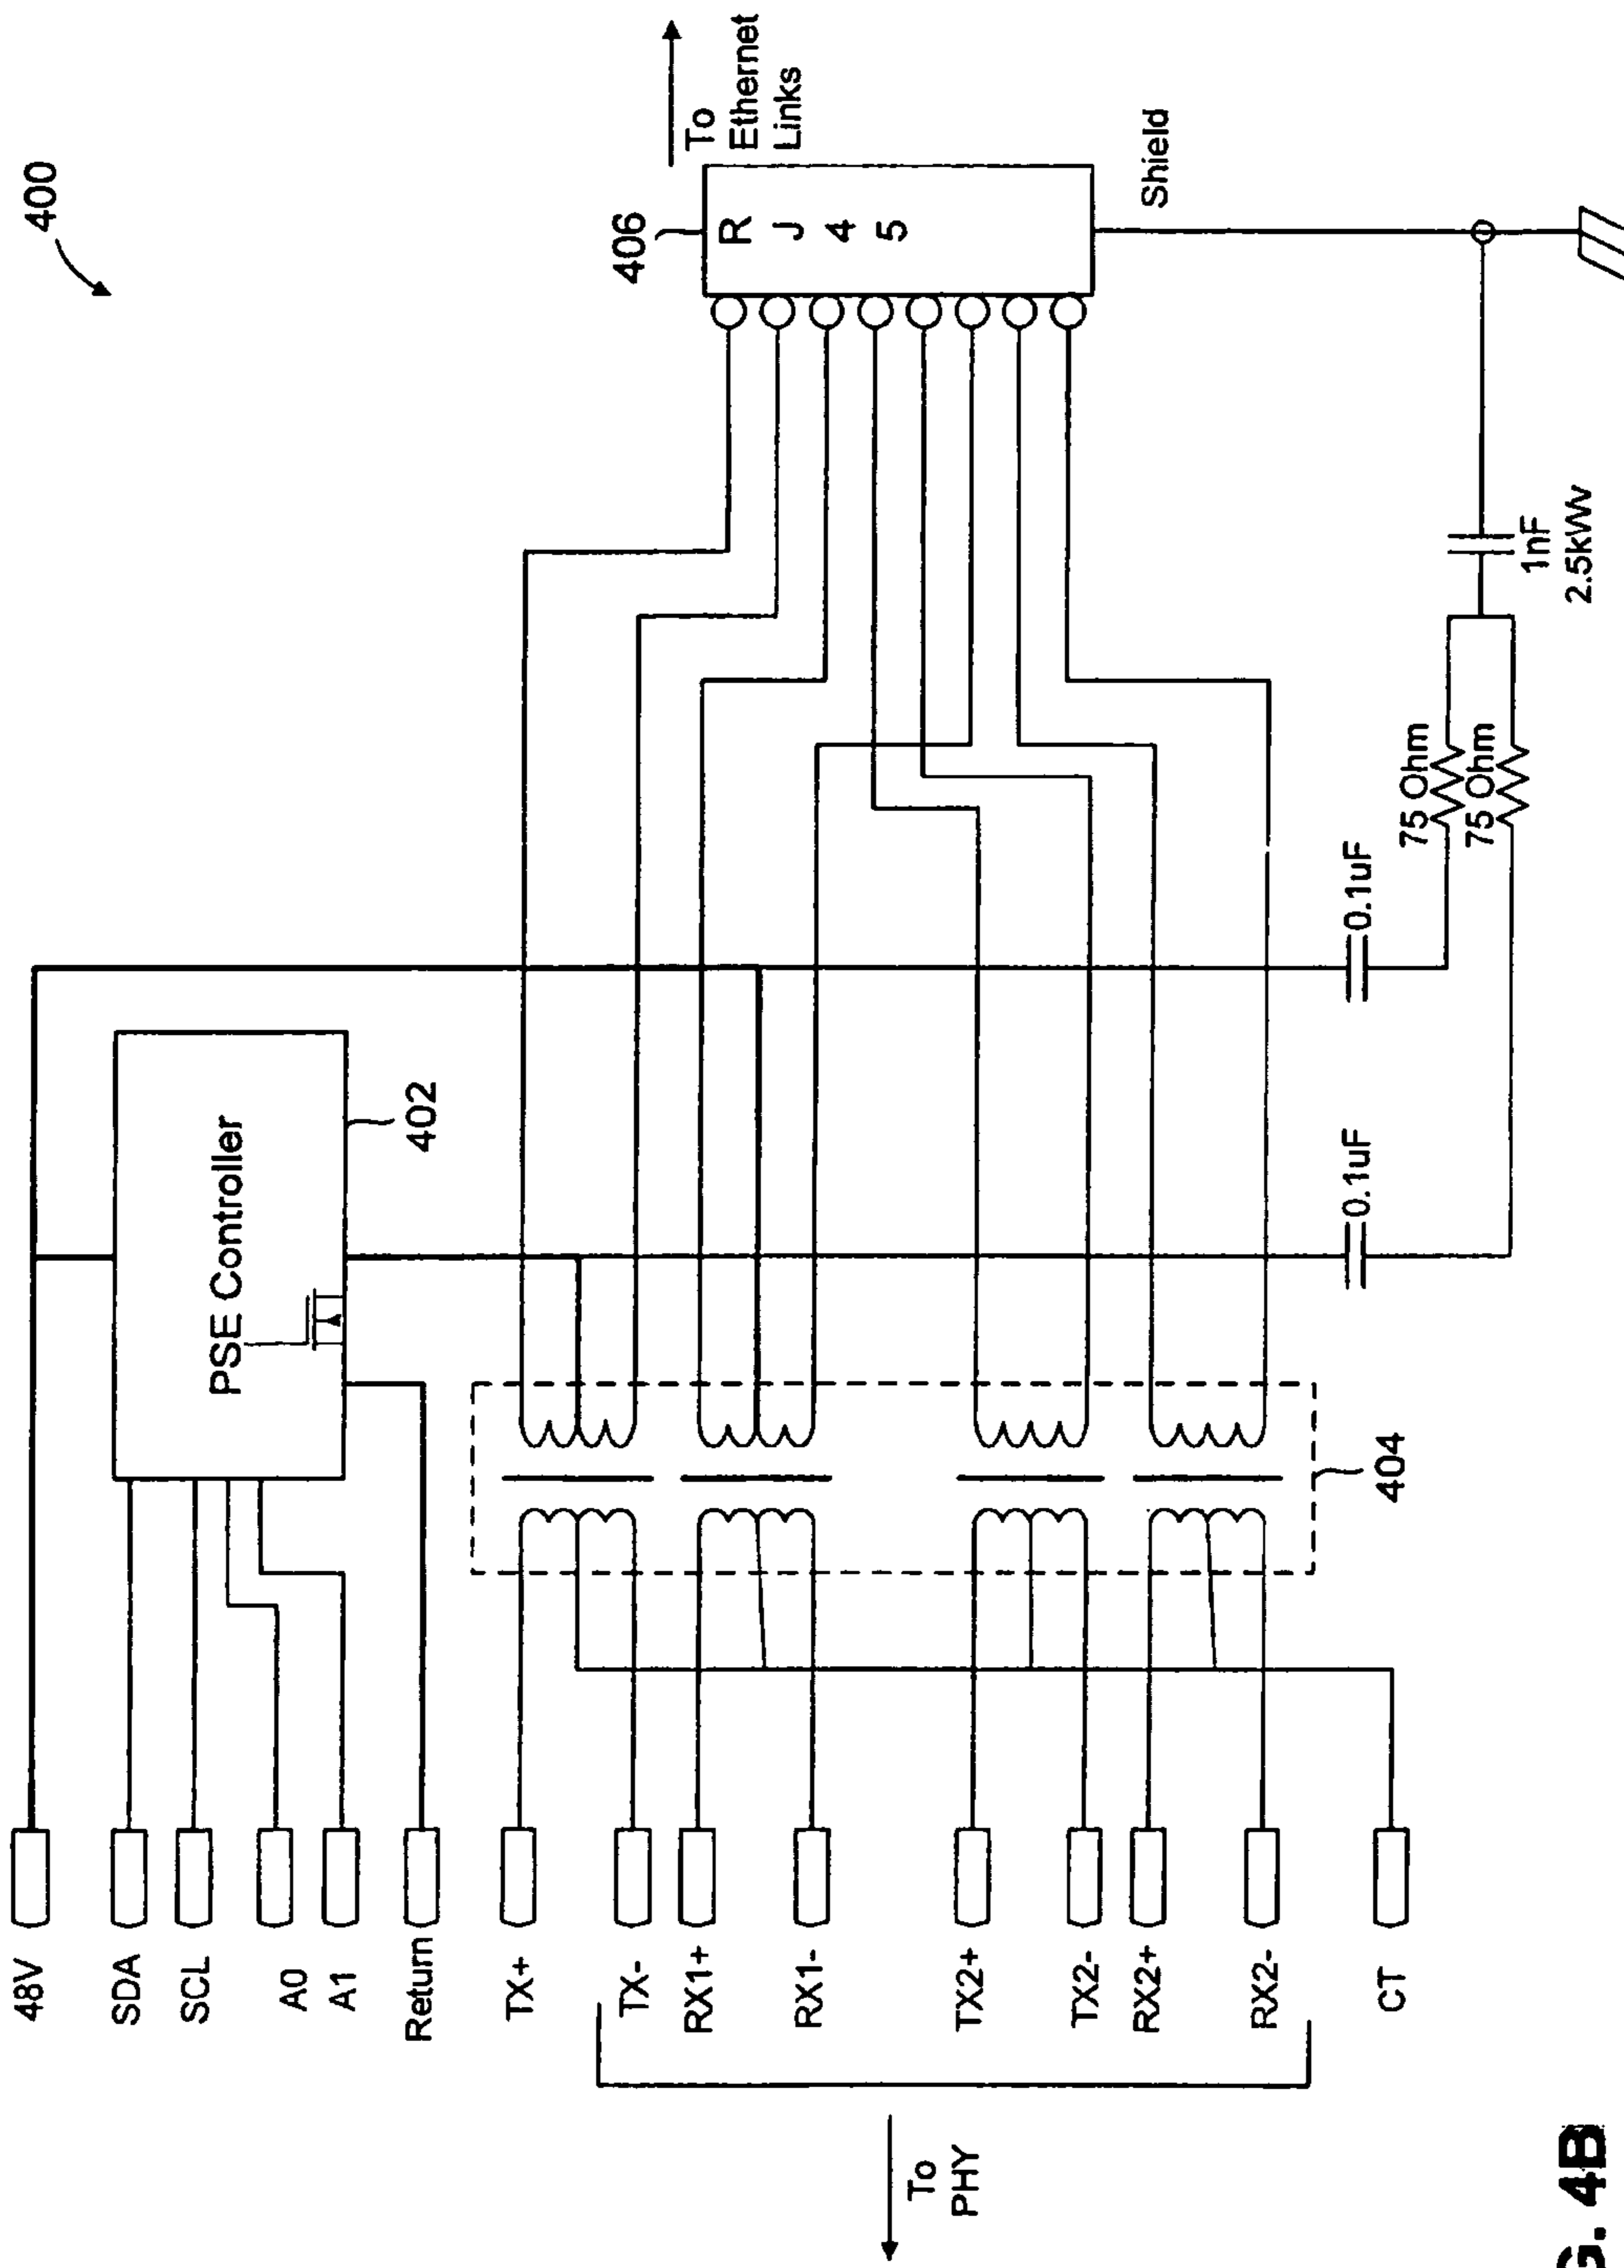 400
48V
SDA
SCL
A0
A1
Return
PSE Controller
402
TX+
TX-
RX1+
RX1-
TX2+
TX2-
RX2+
RX2-
CT
To
PHY
404
0.1uF
0.1uF
75 Ohm
75 Ohm
1nF
2.5kW
406
R
J
4
5
To
Ethernet
Links
Shield
G. 4B